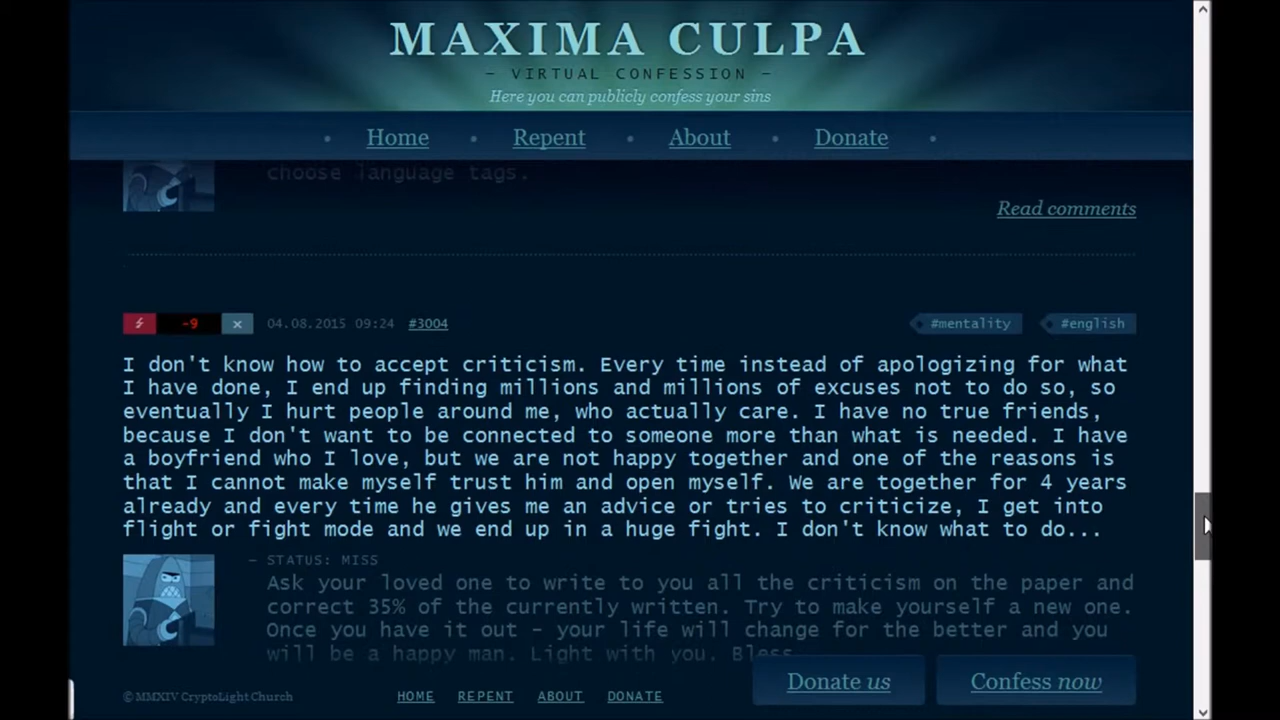 MAXIMA CULPA
– VIRTUAL CONFESSION –
Here you can publicly confess your sins
• Home • Repent • About • Donate •
choose language tags.
Read comments
-9 × 04.08.2015 09:24 #3004 #mentality #english
I don't know how to accept criticism. Every time instead of apologizing for what
I have done, I end up finding millions and millions of excuses not to do so, so
eventually I hurt people around me, who actually care. I have no true friends,
because I don't want to be connected to someone more than what is needed. I have
a boyfriend who I love, but we are not happy together and one of the reasons is
that I cannot make myself trust him and open myself. We are together for 4 years
already and every time he gives me an advice or tries to criticize, I get into
flight or fight mode and we end up in a huge fight. I don't know what to do...
– STATUS: MISS
Ask your loved one to write to you all the criticism on the paper and
correct 35% of the currently written. Try to make yourself a new one.
Once you have it out - your life will change for the better and you
will be a happy man. Light with you. Bless.
Donate us Confess now
© MMXIV CryptoLight Church HOME REPENT ABOUT DONATE